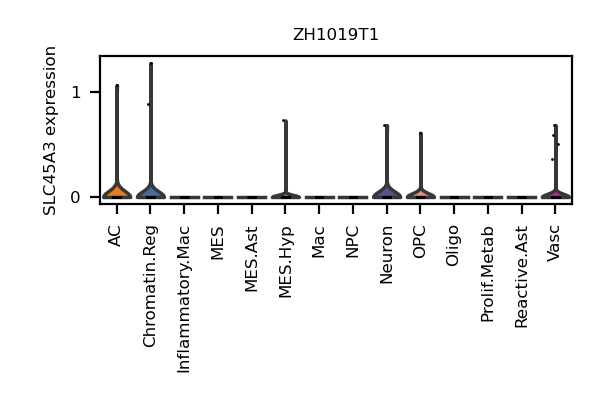 ZH1019T1
SLC45A3 expression
1
0
AC
Chromatin.Reg
Inflammatory.Mac
MES
MES.Ast
MES.Hyp
Mac
NPC
Neuron
OPC
Oligo
Prolif.Metab
Reactive.Ast
Vasc